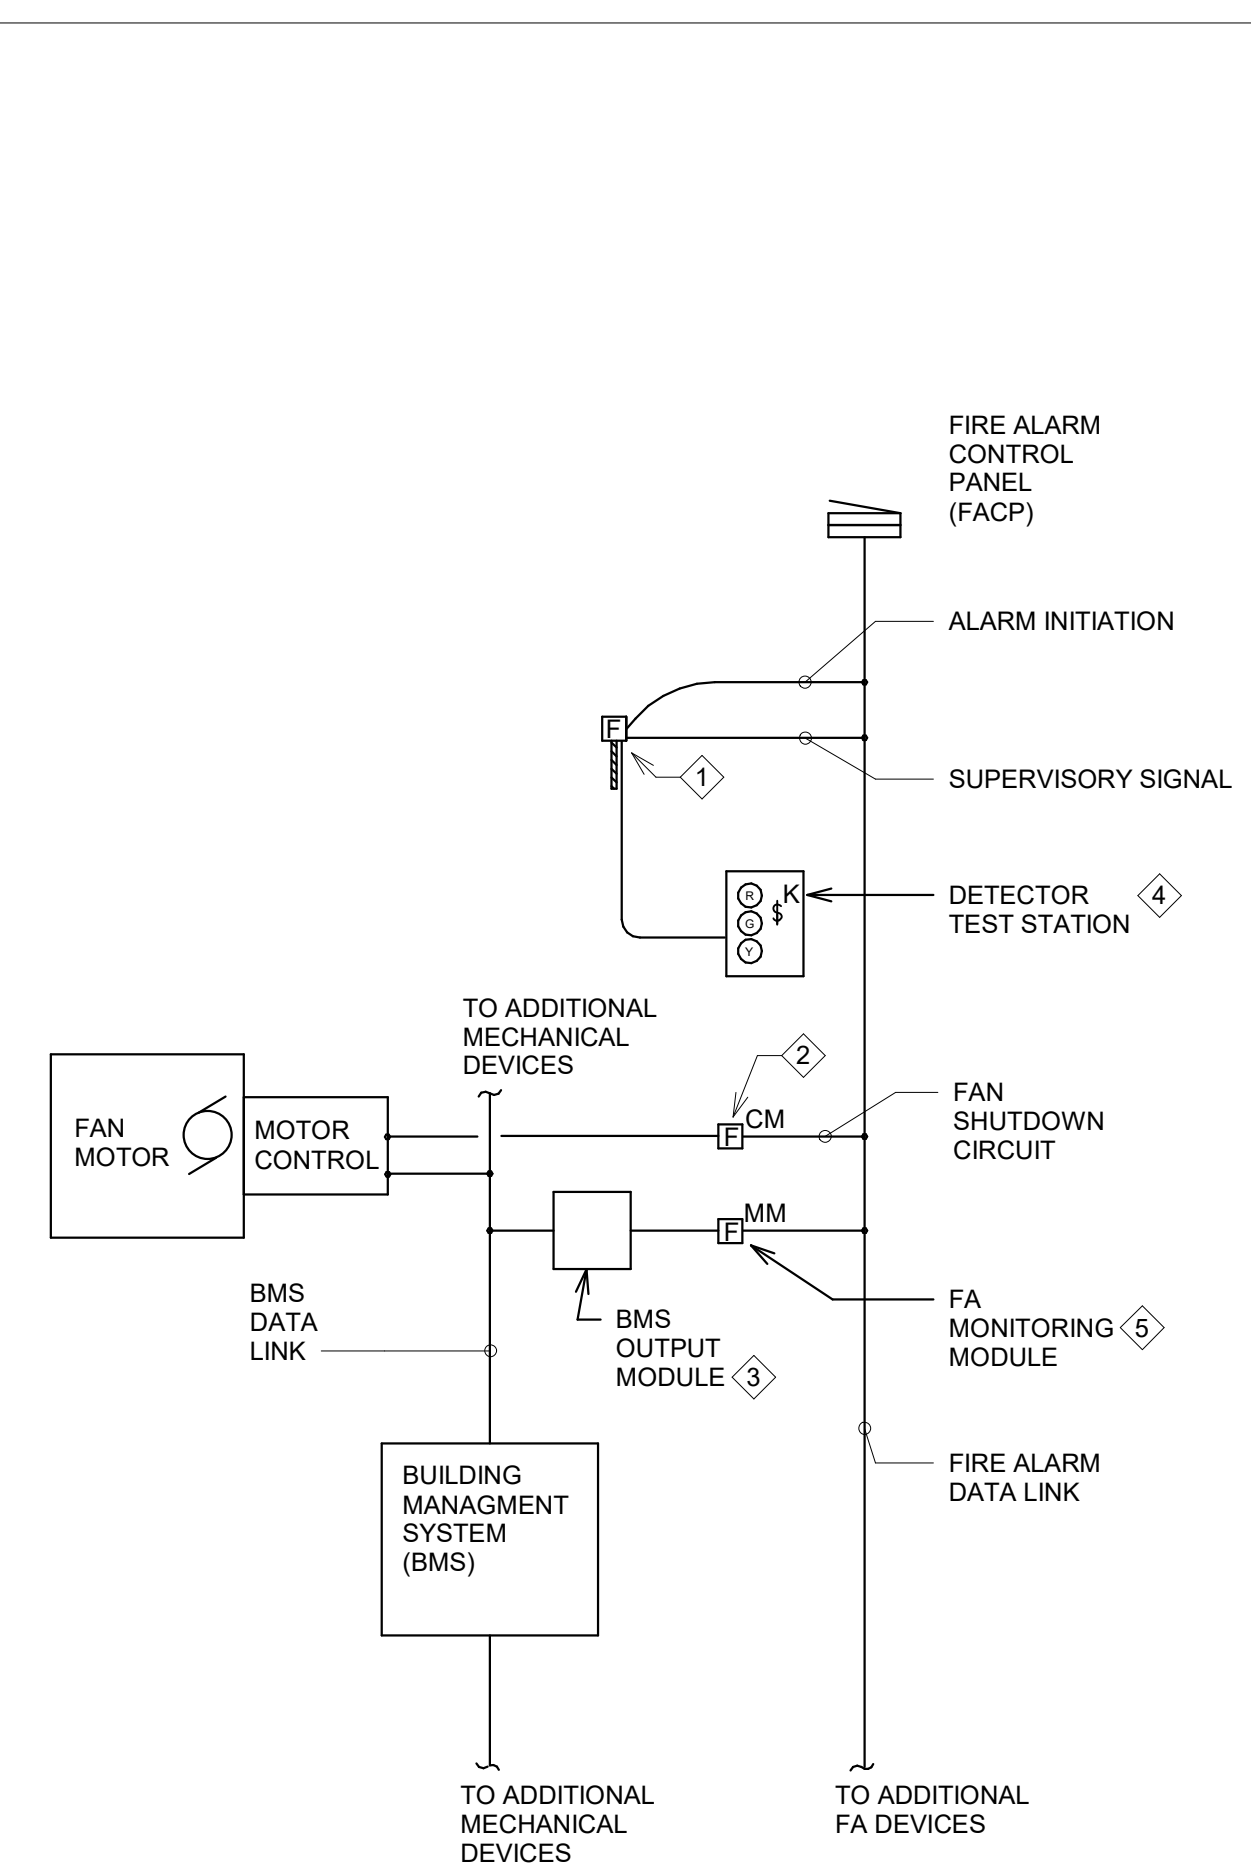 FIRE ALARM
CONTROL
PANEL
(FACP)
ALARM INITIATION
F
1
SUPERVISORY SIGNAL
R
G
Y
$
K
DETECTOR
TEST STATION
4
TO ADDITIONAL
MECHANICAL
DEVICES
2
FAN
MOTOR
MOTOR
CONTROL
F
CM
FAN
SHUTDOWN
CIRCUIT
F
MM
BMS
DATA
LINK
BMS
OUTPUT
MODULE
3
FA
MONITORING
MODULE
5
BUILDING
MANAGMENT
SYSTEM
(BMS)
FIRE ALARM
DATA LINK
TO ADDITIONAL
MECHANICAL
DEVICES
TO ADDITIONAL
FA DEVICES